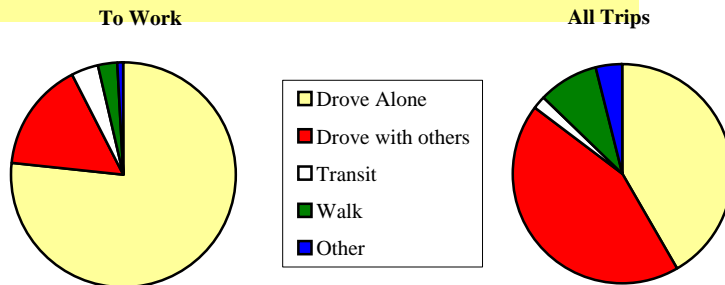 To Work
All Trips
Drove Alone
Drove with others
Transit
Walk
Other